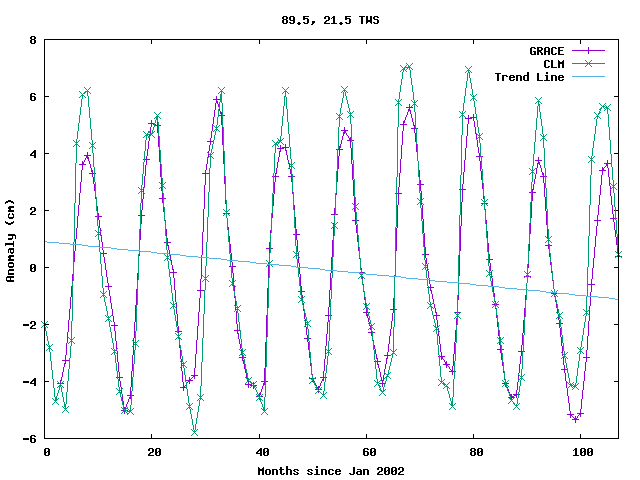 89.5, 21.5 TWS
GRACE
CLM
Trend Line
8
6
4
2
0
-2
-4
-6
Anomaly (cm)
0 20 40 60 80 100
Months since Jan 2002